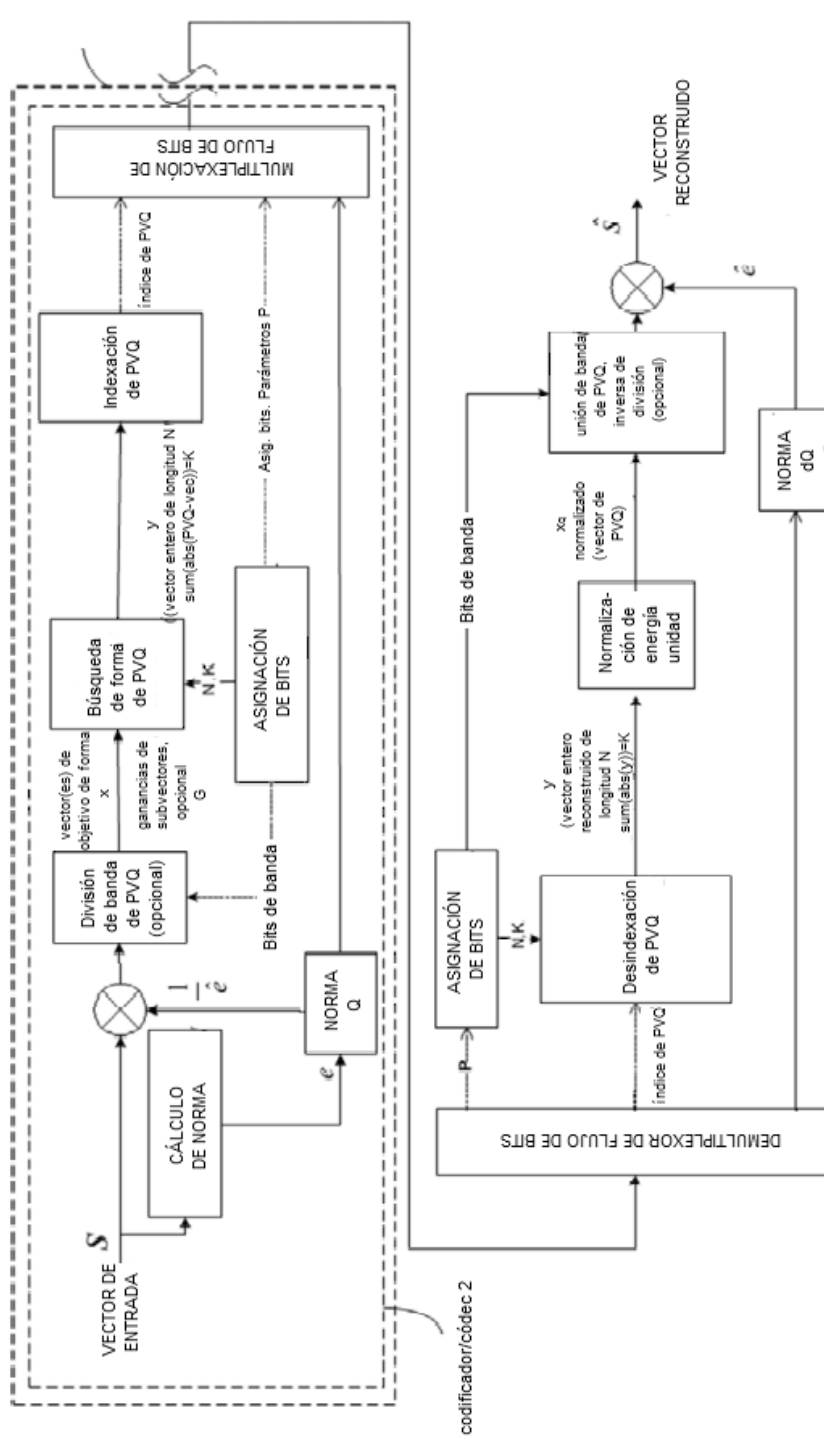 S
VECTOR DE
ENTRADA
CÁLCULO
DE NORMA
e
NORMA
Q
1
ê
División
de banda
de PVQ
(opcional)
Bits de banda
vector(es) de
objetivo de forma
x
ganancias de
subvectores,
opcional
G
Búsqueda
de forma
de PVQ
N,K
ASIGNACIÓN
DE BITS
y
((vector entero de longitud N
sum(abs(PVQ-vec))=K
Indexación
de PVQ
índice de PVQ
Asig. bits. Parámetros P
MULTIPLEXACIÓN DE
FLUJO DE BITS
codificador/códec 2
DEMULTIPLEXOR DE FLUJO DE BITS
P
índice de PVQ
ASIGNACIÓN
DE BITS
N,K
Desindexación
de PVQ
Bits de banda
y
(vector entero
reconstruido de
longitud N
sum(abs(y))=K
Normaliza-
ción de
energía
unidad
xq
normalizado
(vector de
PVQ)
unión de banda
de PVQ,
inversa de
división
(opcional)
NORMA
dQ
ê
ŝ
VECTOR
RECONSTRUIDO